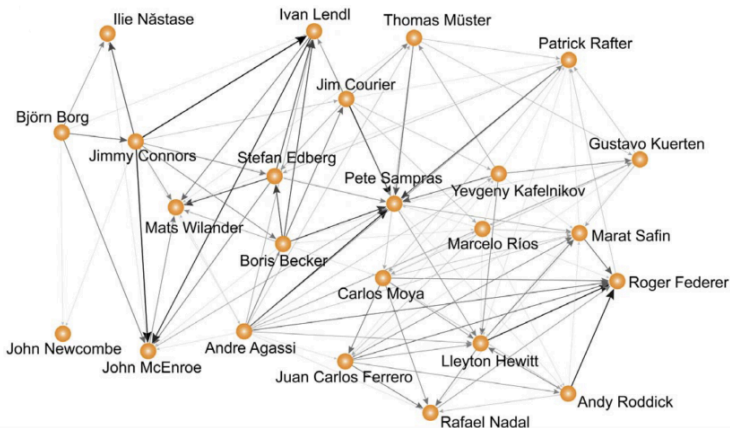 Ilie Năstase
Ivan Lendl
Thomas Müster
Patrick Rafter
Jim Courier
Björn Borg
Jimmy Connors
Stefan Edberg
Gustavo Kuerten
Pete Sampras
Yevgeny Kafelnikov
Mats Wilander
Marcelo Ríos
Marat Safin
Boris Becker
Roger Federer
Carlos Moya
John Newcombe
John McEnroe
Andre Agassi
Lleyton Hewitt
Juan Carlos Ferrero
Andy Roddick
Rafael Nadal